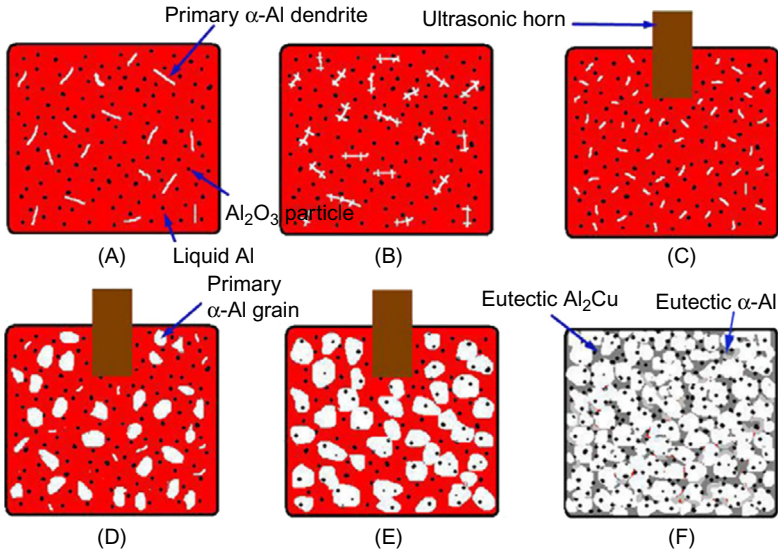 Primary α-Al dendrite
Ultrasonic horn
Al₂O₃ particle
Liquid Al
(A)
(B)
(C)
Primary
α-Al grain
Eutectic Al₂Cu
Eutectic α-Al
(D)
(E)
(F)